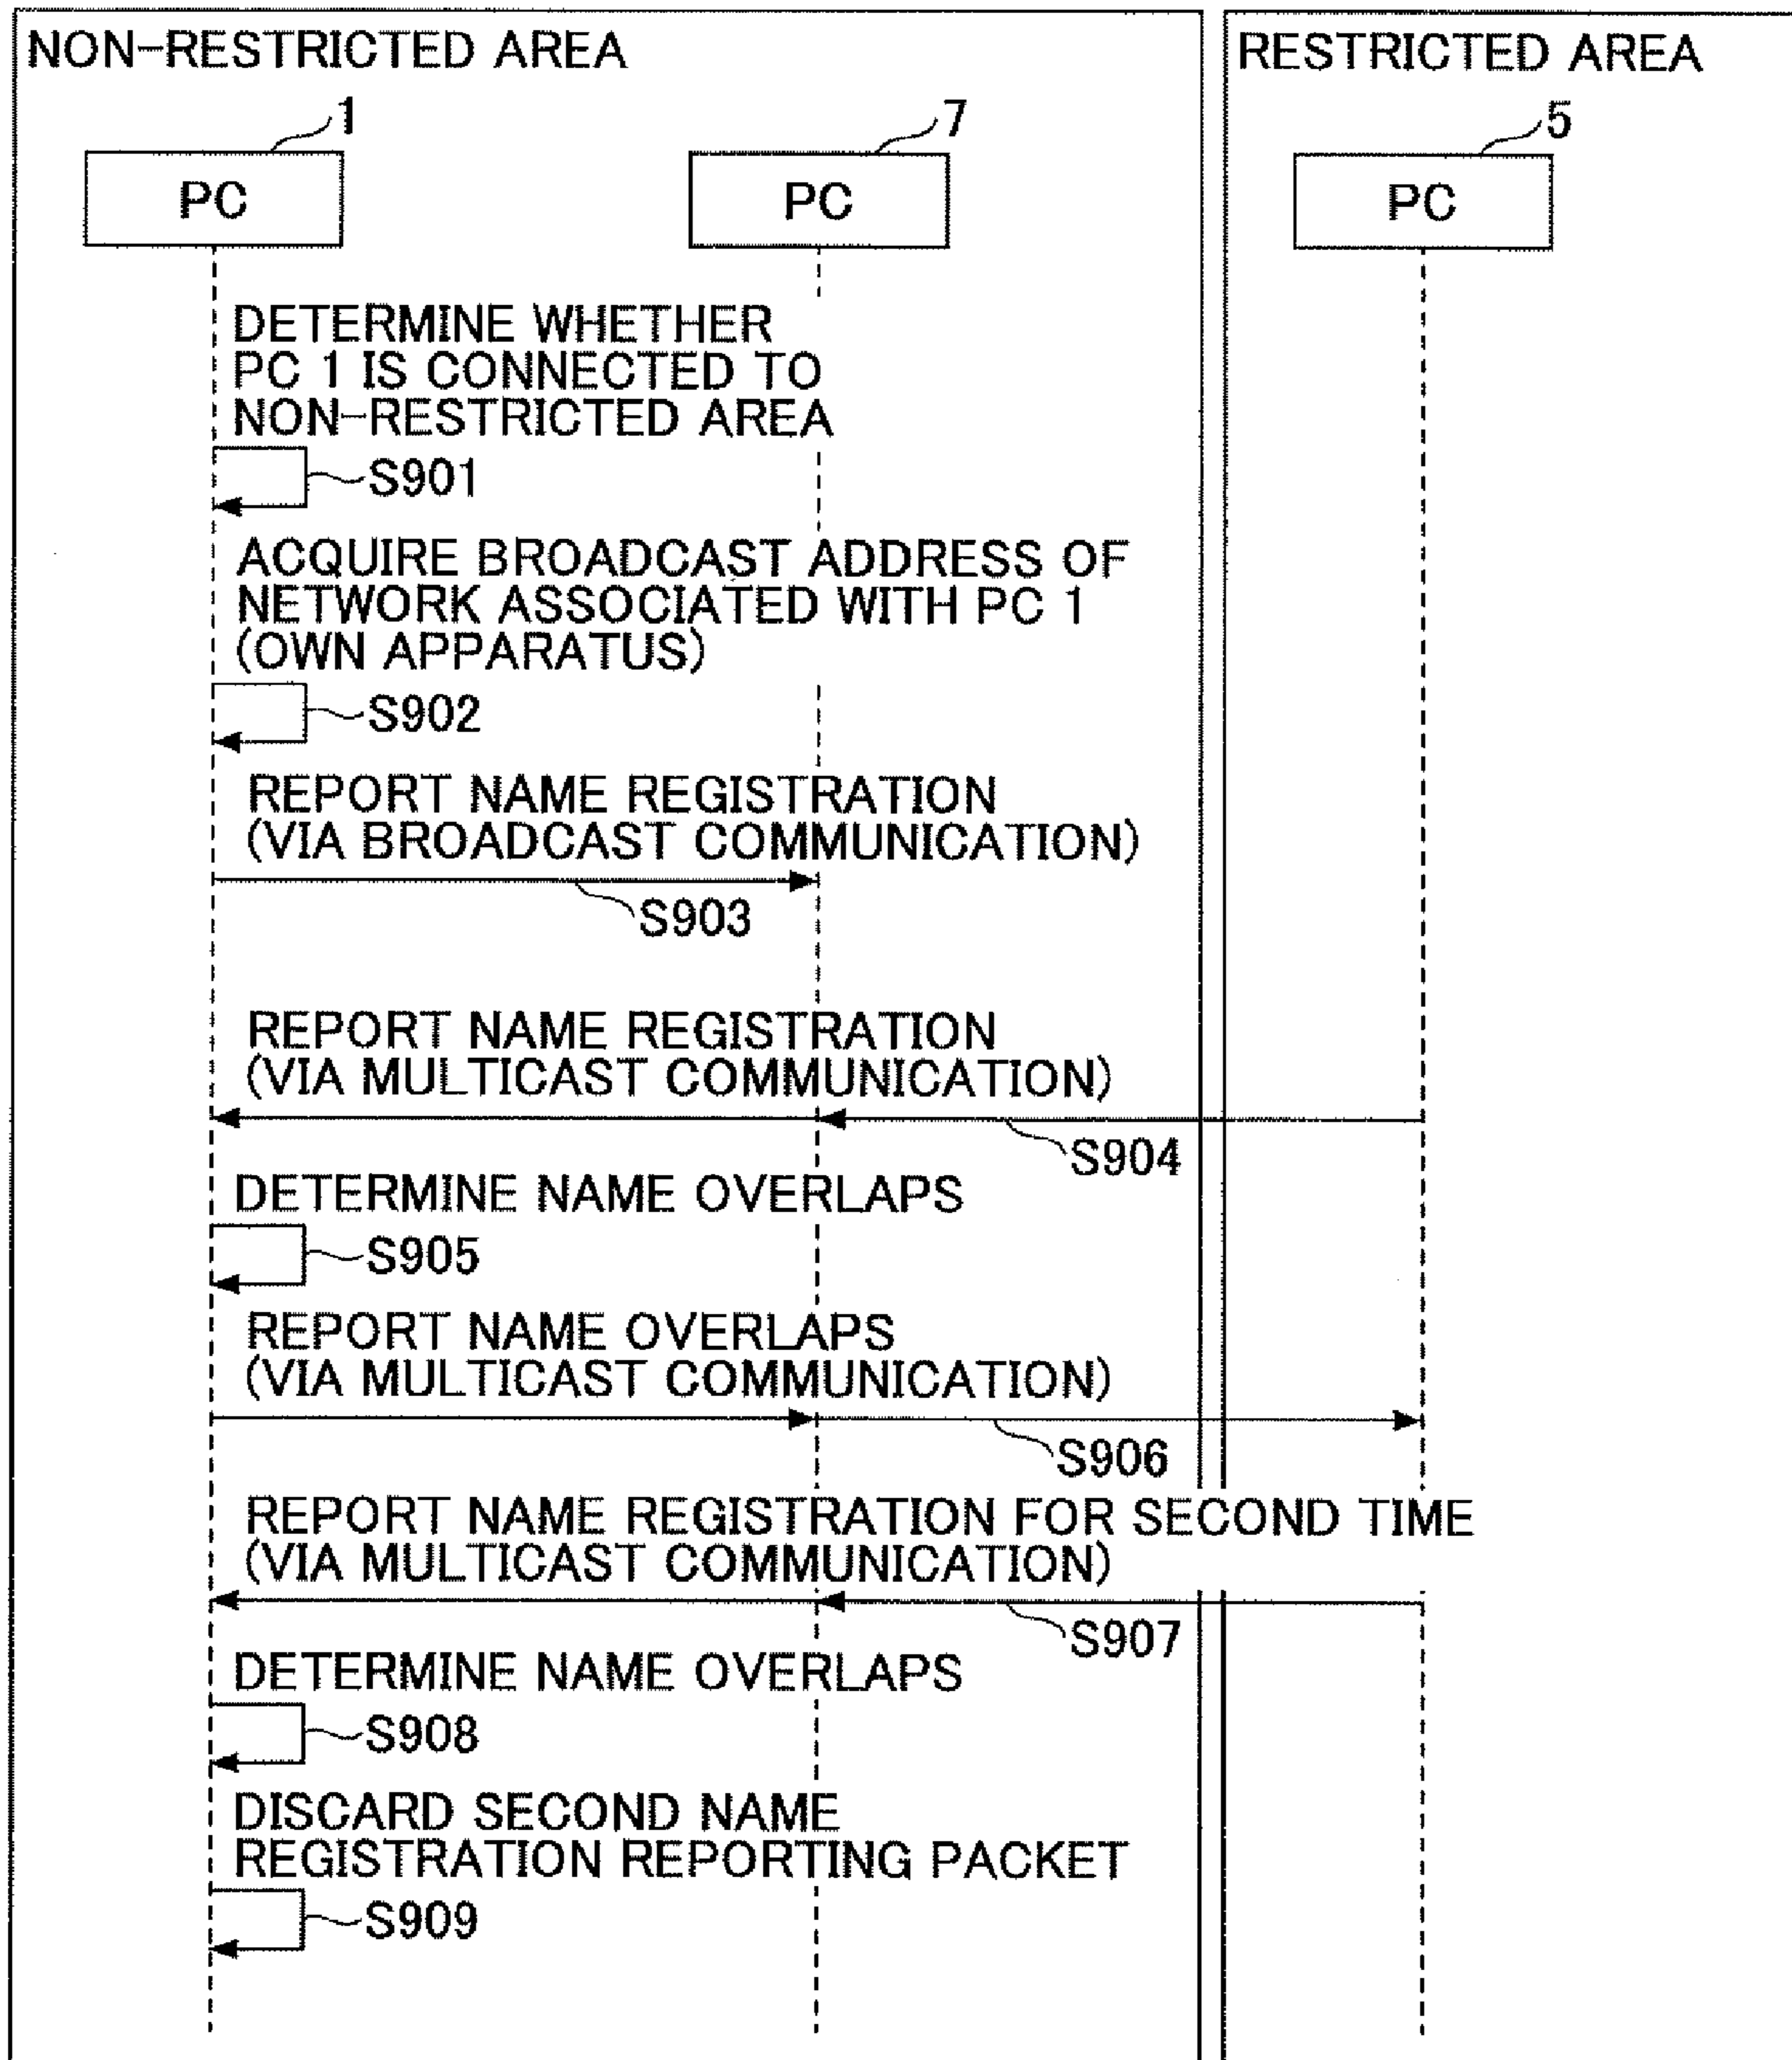 NON-RESTRICTED AREA
RESTRICTED AREA
1
7
5
PC
PC
PC
DETERMINE WHETHER
PC 1 IS CONNECTED TO
NON-RESTRICTED AREA
S901
ACQUIRE BROADCAST ADDRESS OF
NETWORK ASSOCIATED WITH PC 1
(OWN APPARATUS)
S902
REPORT NAME REGISTRATION
(VIA BROADCAST COMMUNICATION)
S903
REPORT NAME REGISTRATION
(VIA MULTICAST COMMUNICATION)
S904
DETERMINE NAME OVERLAPS
S905
REPORT NAME OVERLAPS
(VIA MULTICAST COMMUNICATION)
S906
REPORT NAME REGISTRATION FOR SECOND TIME
(VIA MULTICAST COMMUNICATION)
S907
DETERMINE NAME OVERLAPS
S908
DISCARD SECOND NAME
REGISTRATION REPORTING PACKET
S909